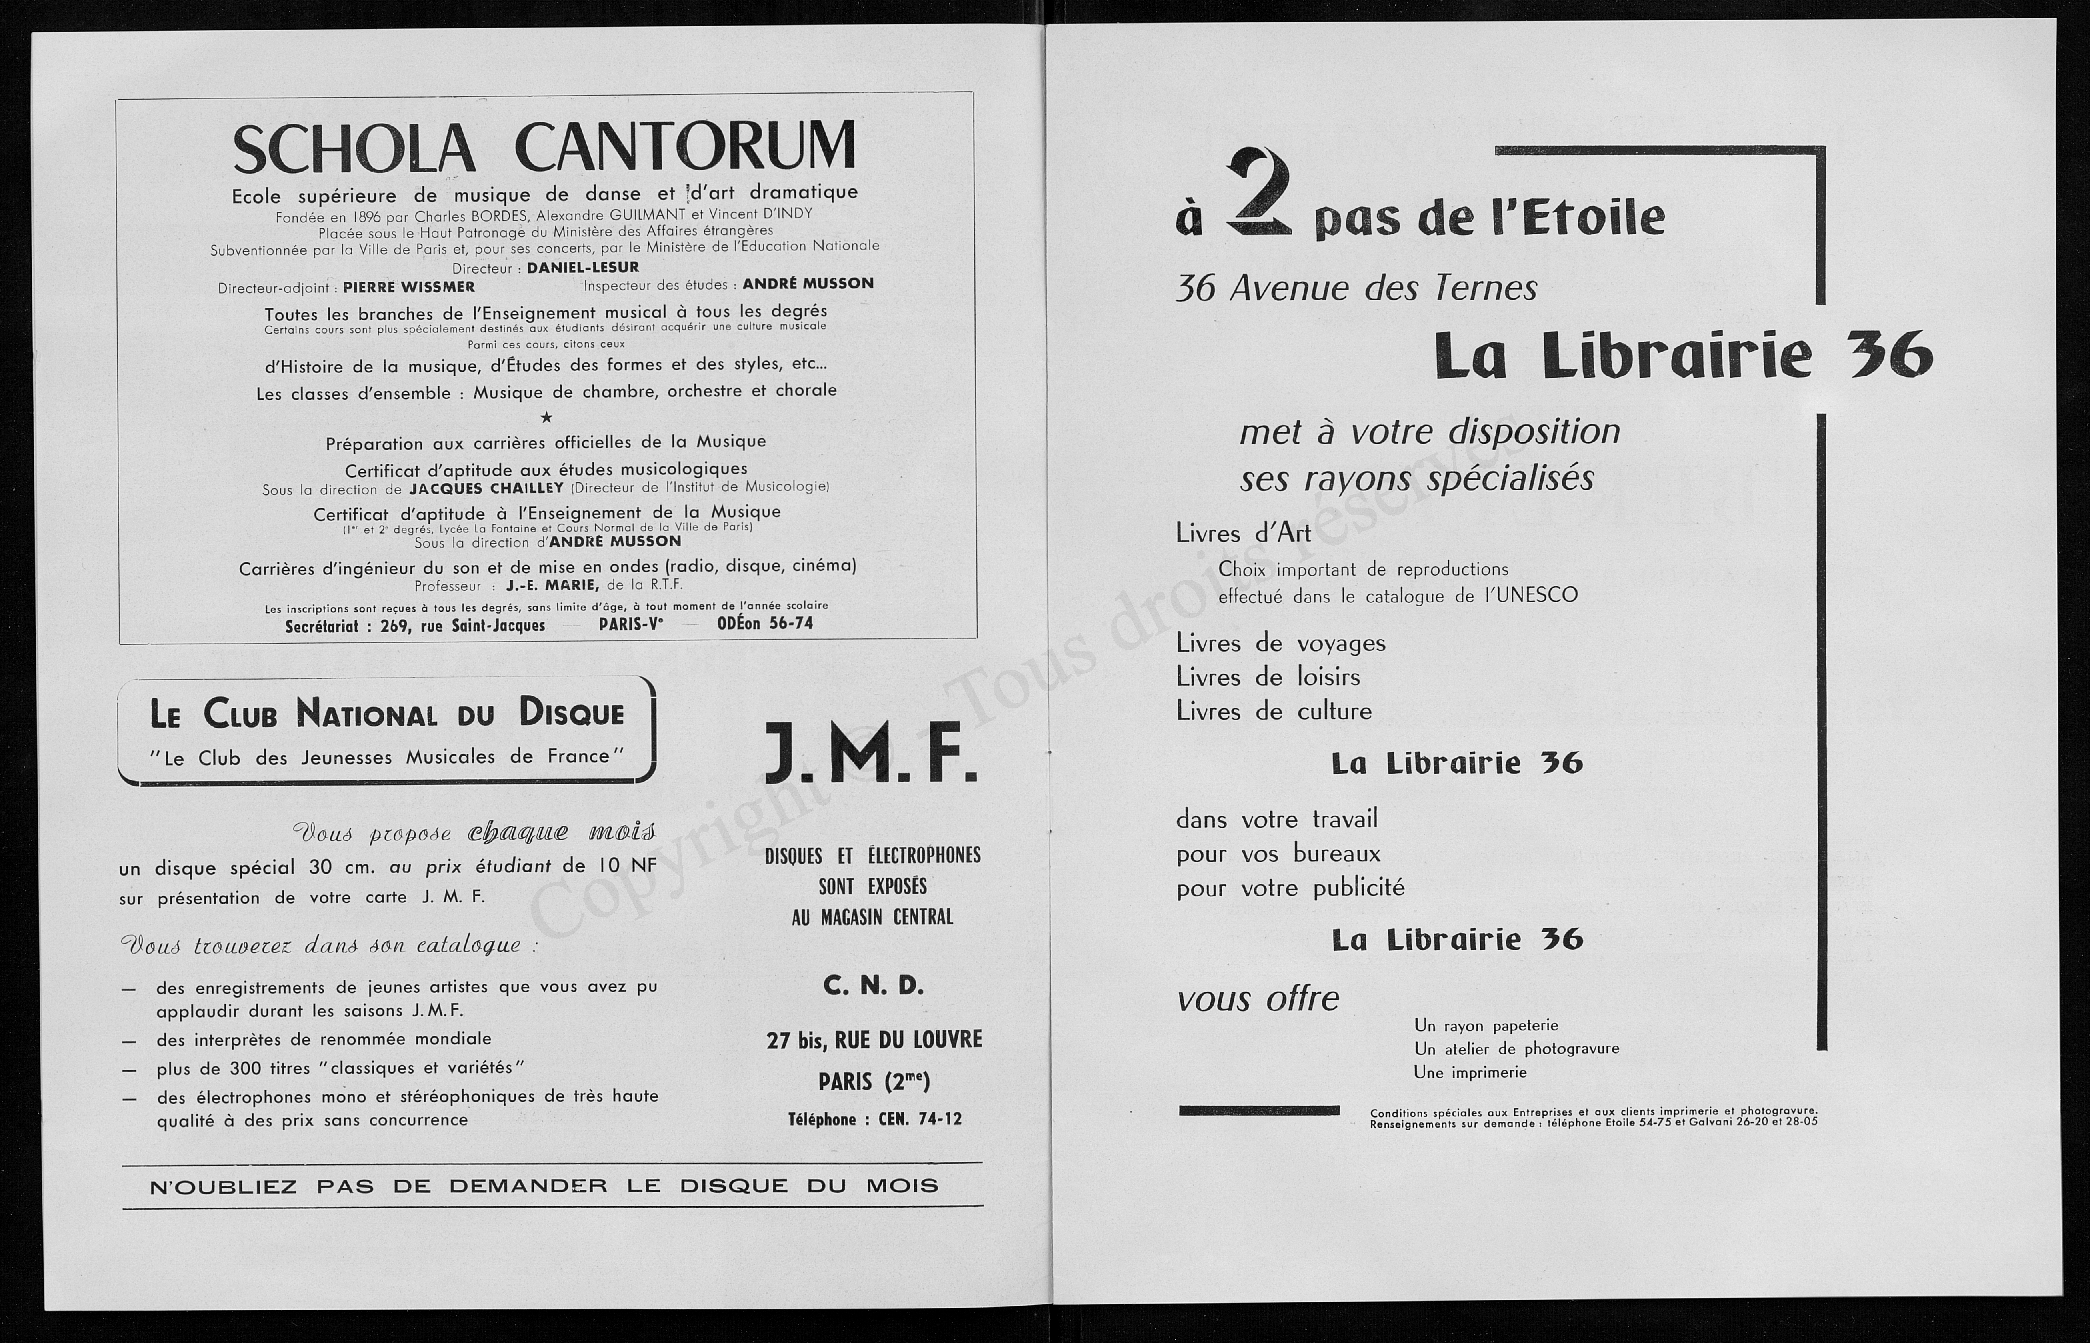 SCHOLA CANTORUM
Ecole supérieure de musique de danse et d'art dramatique
Fondée en 1896 par Charles BORDES, Alexandre GUILMANT et Vincent D'INDY
Placée sous le Haut Patronage du Ministère des Affaires étrangères
Subventionnée par la Ville de Paris et, pour ses concerts, par le Ministère de l'Education Nationale
Directeur : DANIEL-LESUR
Directeur-adjoint : PIERRE WISSMER Inspecteur des études : ANDRÉ MUSSON
Toutes les branches de l'Enseignement musical à tous les degrés
Certains cours sont plus spécialement destinés aux étudiants désirant acquérir une culture musicale
Parmi ces cours, citons ceux
d'Histoire de la musique, d'Études des formes et des styles, etc...
Les classes d'ensemble : Musique de chambre, orchestre et chorale
★
Préparation aux carrières officielles de la Musique
Certificat d'aptitude aux études musicologiques
Sous la direction de JACQUES CHAILLEY (Directeur de l'Institut de Musicologie)
Certificat d'aptitude à l'Enseignement de la Musique
(1er et 2e degrés, Lycée La Fontaine et Cours Normal de la Ville de Paris)
Sous la direction d'ANDRÉ MUSSON
Carrières d'ingénieur du son et de mise en ondes (radio, disque, cinéma)
Professeur : J.-E. MARIE, de la R.T.F.
Les inscriptions sont reçues à tous les degrés, sans limite d'âge, à tout moment de l'année scolaire
Secrétariat : 269, rue Saint-Jacques — PARIS-Ve — ODÉon 56-74
LE CLUB NATIONAL DU DISQUE
"Le Club des Jeunesses Musicales de France"
Vous propose chaque mois
un disque spécial 30 cm. au prix étudiant de 10 NF
sur présentation de votre carte J. M. F.
Vous trouverez dans son catalogue :
— des enregistrements de jeunes artistes que vous avez pu
applaudir durant les saisons J.M.F.
— des interprètes de renommée mondiale
— plus de 300 titres "classiques et variétés"
— des électrophones mono et stéréophoniques de très haute
qualité à des prix sans concurrence
J.M.F.
DISQUES ET ÉLECTROPHONES
SONT EXPOSÉS
AU MAGASIN CENTRAL
C. N. D.
27 bis, RUE DU LOUVRE
PARIS (2me)
Téléphone : CEN. 74-12
N'OUBLIEZ PAS DE DEMANDER LE DISQUE DU MOIS
à 2 pas de l'Etoile
36 Avenue des Ternes
La Librairie 36
met à votre disposition
ses rayons spécialisés
Livres d'Art
Choix important de reproductions
effectué dans le catalogue de l'UNESCO
Livres de voyages
Livres de loisirs
Livres de culture
La Librairie 36
dans votre travail
pour vos bureaux
pour votre publicité
La Librairie 36
vous offre
Un rayon papeterie
Un atelier de photogravure
Une imprimerie
Conditions spéciales aux Entreprises et aux clients imprimerie et photogravure.
Renseignements sur demande : téléphone Etoile 54-75 et Galvani 26-20 et 28-05
Copyright © - Tous droits réservés